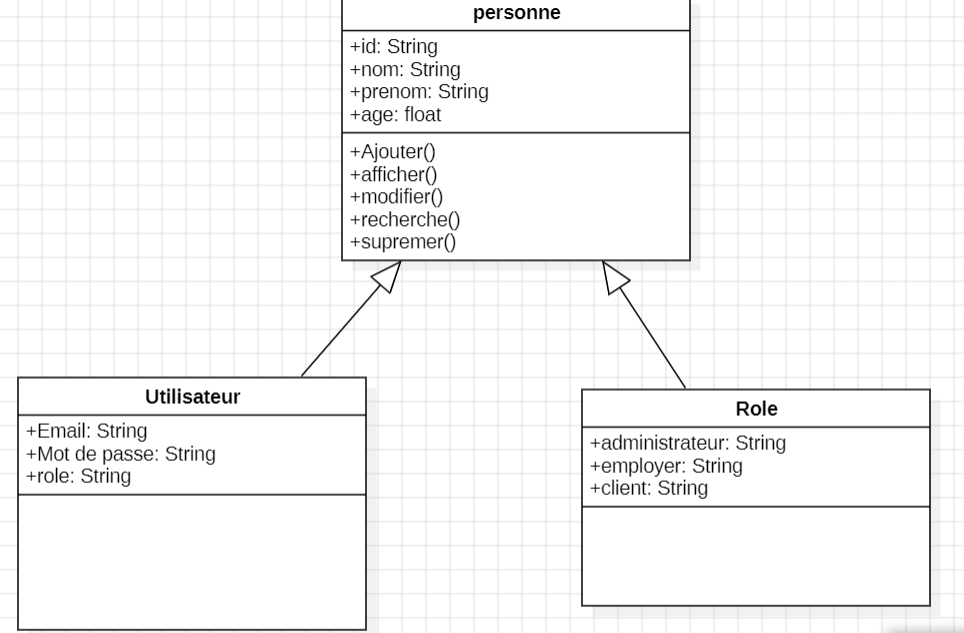 personne
+id: String
+nom: String
+prenom: String
+age: float
+Ajouter()
+afficher()
+modifier()
+recherche()
+supremer()
Utilisateur
+Email: String
+Mot de passe: String
+role: String
Role
+administrateur: String
+employer: String
+client: String